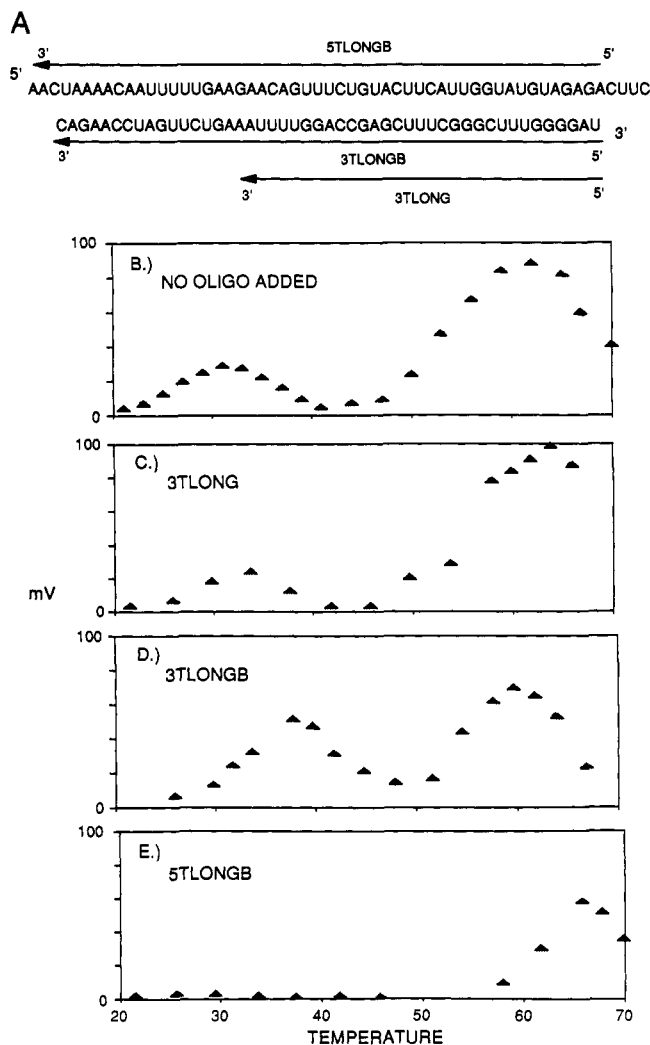 A
3' 5TLONGB 5'
5'
AACUAAAACAAUUUUUGAAGAACAGUUUCUGUACUUCAUUGGUAUGUAGAGACUUC
CAGAACCUAGUUCUGAAAUUUUGGACCGAGCUUUCGGGCUUUGGGGAU 3'
3' 3TLONGB 5'
3' 3TLONG 5'
100
B.)
NO OLIGO ADDED
0
100
C.)
3TLONG
mV
0
100
D.)
3TLONGB
0
100
E.)
5TLONGB
0
20 30 40 50 60 70
TEMPERATURE